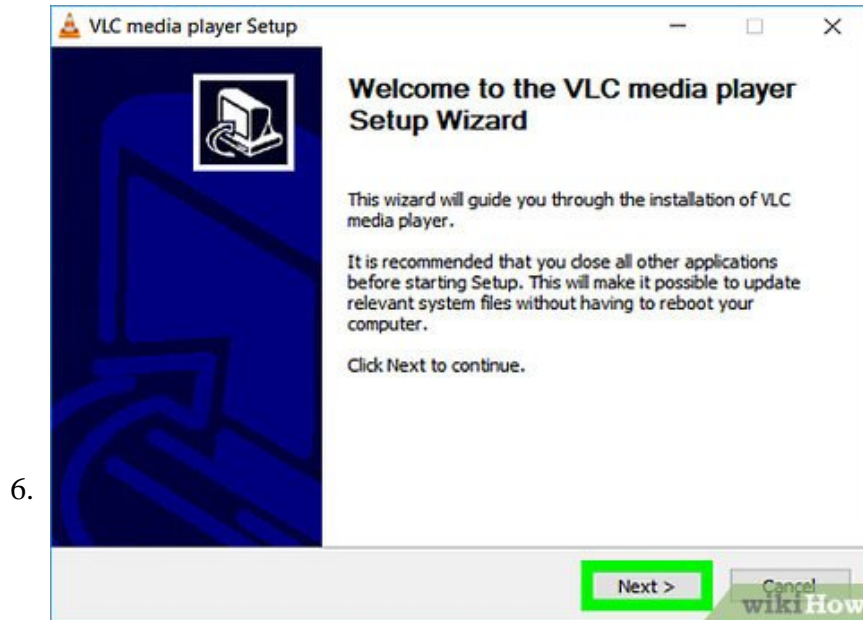 VLC media player Setup
Welcome to the VLC media player
Setup Wizard
This wizard will guide you through the installation of VLC
media player.
It is recommended that you close all other applications
before starting Setup. This will make it possible to update
relevant system files without having to reboot your
computer.
Click Next to continue.
6.
Next >
Cancel
wikiHow